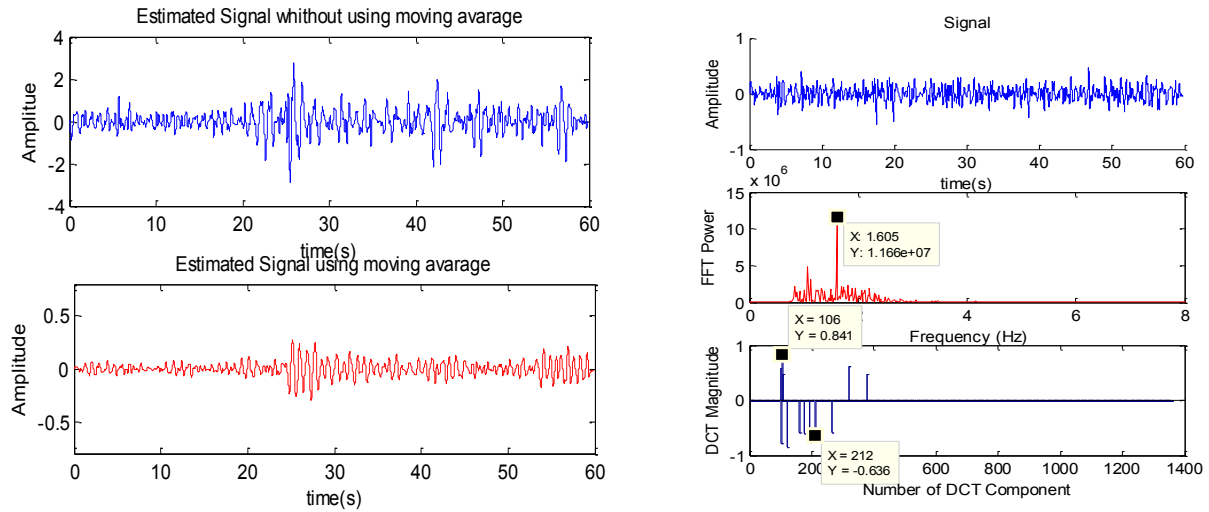 Estimated Signal whithout using moving avarage
4
2
0
-2
-4
Amplitue
0 10 20 30 40 50 60
time(s)
Estimated Signal using moving avarage
0.5
0
-0.5
Amplitude
0 10 20 30 40 50 60
time(s)
Signal
1
0
-1
Amplitude
0 10 20 30 40 50 60
time(s)
x 10^6
15
10
5
0
FFT Power
X: 1.605
Y: 1.166e+07
0 2 4 6 8
Frequency (Hz)
X = 106
Y = 0.841
1
0
-1
DCT Magnitude
X = 212
Y = -0.636
0 200 400 600 800 1000 1200 1400
Number of DCT Component